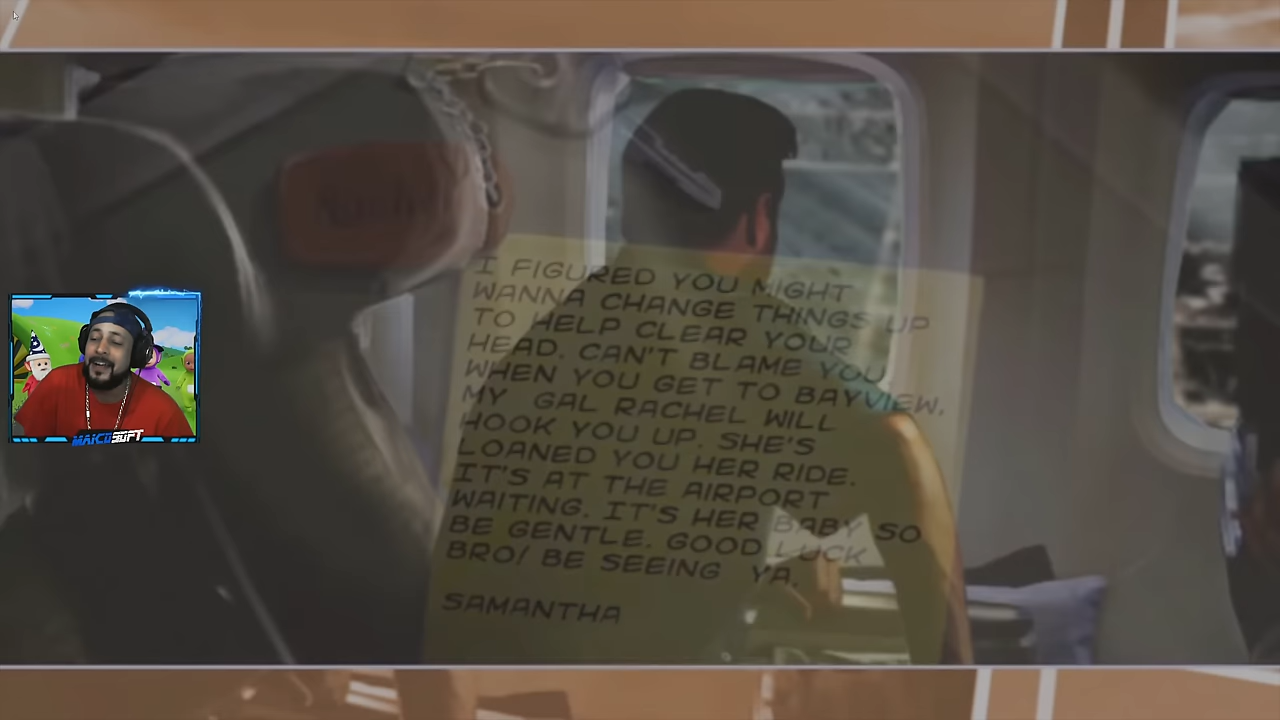 I FIGURED YOU MIGHT
WANNA CHANGE THINGS UP
TO HELP CLEAR YOUR
HEAD. CAN'T BLAME YOU
WHEN YOU GET TO BAYVIEW,
MY GAL RACHEL WILL
HOOK YOU UP. SHE'S
LOANED YOU HER RIDE.
IT'S AT THE AIRPORT
WAITING. IT'S HER BABY SO
BE GENTLE. GOOD LUCK
BRO! BE SEEING YA.
SAMANTHA
MAICOSOFT